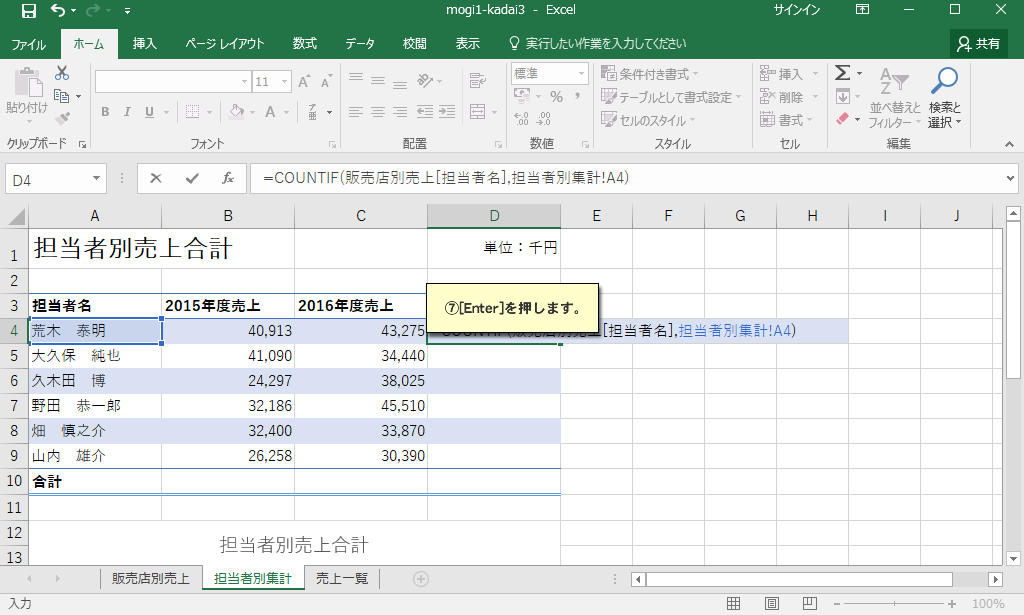 mogi1-kadai3 - Excel
サインイン
ファイル ホーム 挿入 ページ レイアウト 数式 データ 校閲 表示 実行したい作業を入力してください 共有
貼り付け
11 A A
B I U A
標準
% ,
条件付き書式
テーブルとして書式設定
セルのスタイル
挿入
削除
書式
Σ
並べ替えと
フィルター
検索と
選択
クリップボード フォント 配置 数値 スタイル セル 編集
D4 fx =COUNTIF(販売店別売上[担当者名],担当者別集計!A4)
A B C D E F G H I J
1 担当者別売上合計 単位：千円
2
3 担当者名 2015年度売上 2016年度売上
⑦[Enter]を押します。
4 荒木　泰明 40,913 43,275 [担当者名],担当者別集計!A4)
5 大久保　純也 41,090 34,440
6 久木田　博 24,297 38,025
7 野田　恭一郎 32,186 45,510
8 畑　慎之介 32,400 33,870
9 山内　雄介 26,258 30,390
10 合計
11
12
担当者別売上合計
13
販売店別売上 担当者別集計 売上一覧
入力
100%